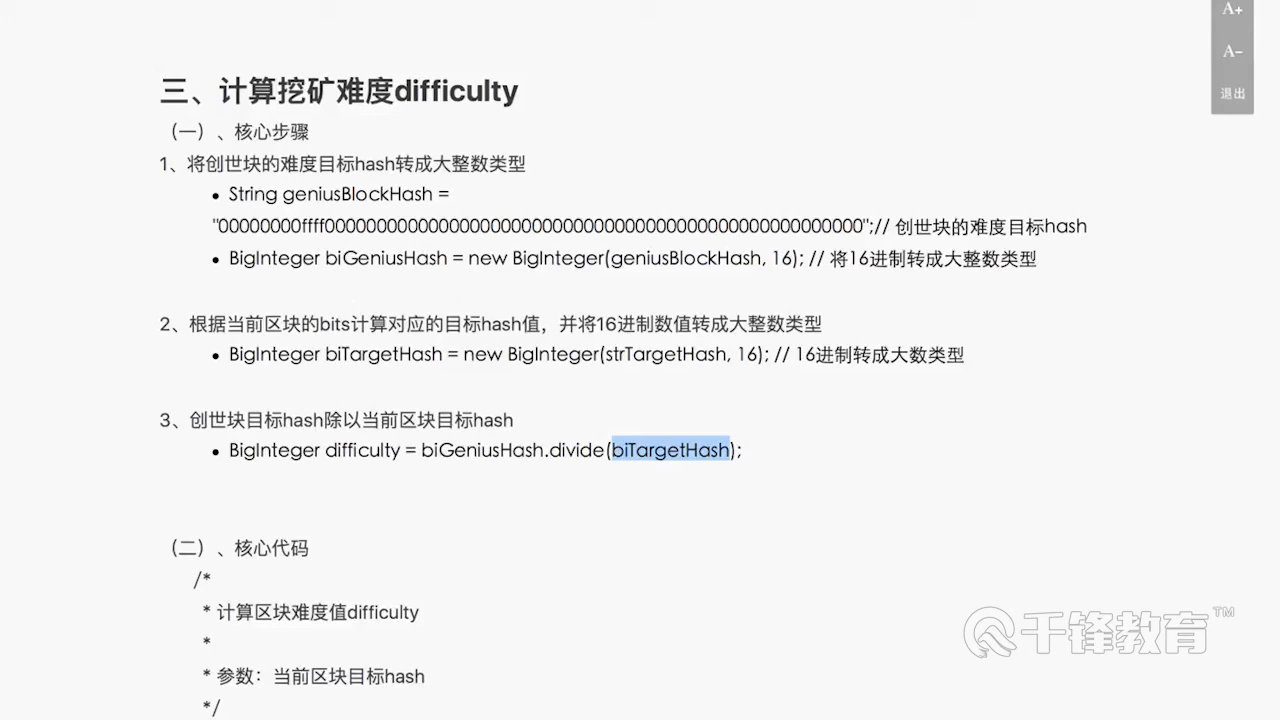 A+
A-
退出
三、计算挖矿难度difficulty
（一）、核心步骤
1、将创世块的难度目标hash转成大整数类型
• String geniusBlockHash =
"00000000ffff0000000000000000000000000000000000000000000000000000";// 创世块的难度目标hash
• BigInteger biGeniusHash = new BigInteger(geniusBlockHash, 16); // 将16进制转成大整数类型
2、根据当前区块的bits计算对应的目标hash值，并将16进制数值转成大整数类型
• BigInteger biTargetHash = new BigInteger(strTargetHash, 16); // 16进制转成大数类型
3、创世块目标hash除以当前区块目标hash
• BigInteger difficulty = biGeniusHash.divide(biTargetHash);
（二）、核心代码
/*
* 计算区块难度值difficulty
*
* 参数：当前区块目标hash
*/
千锋教育™